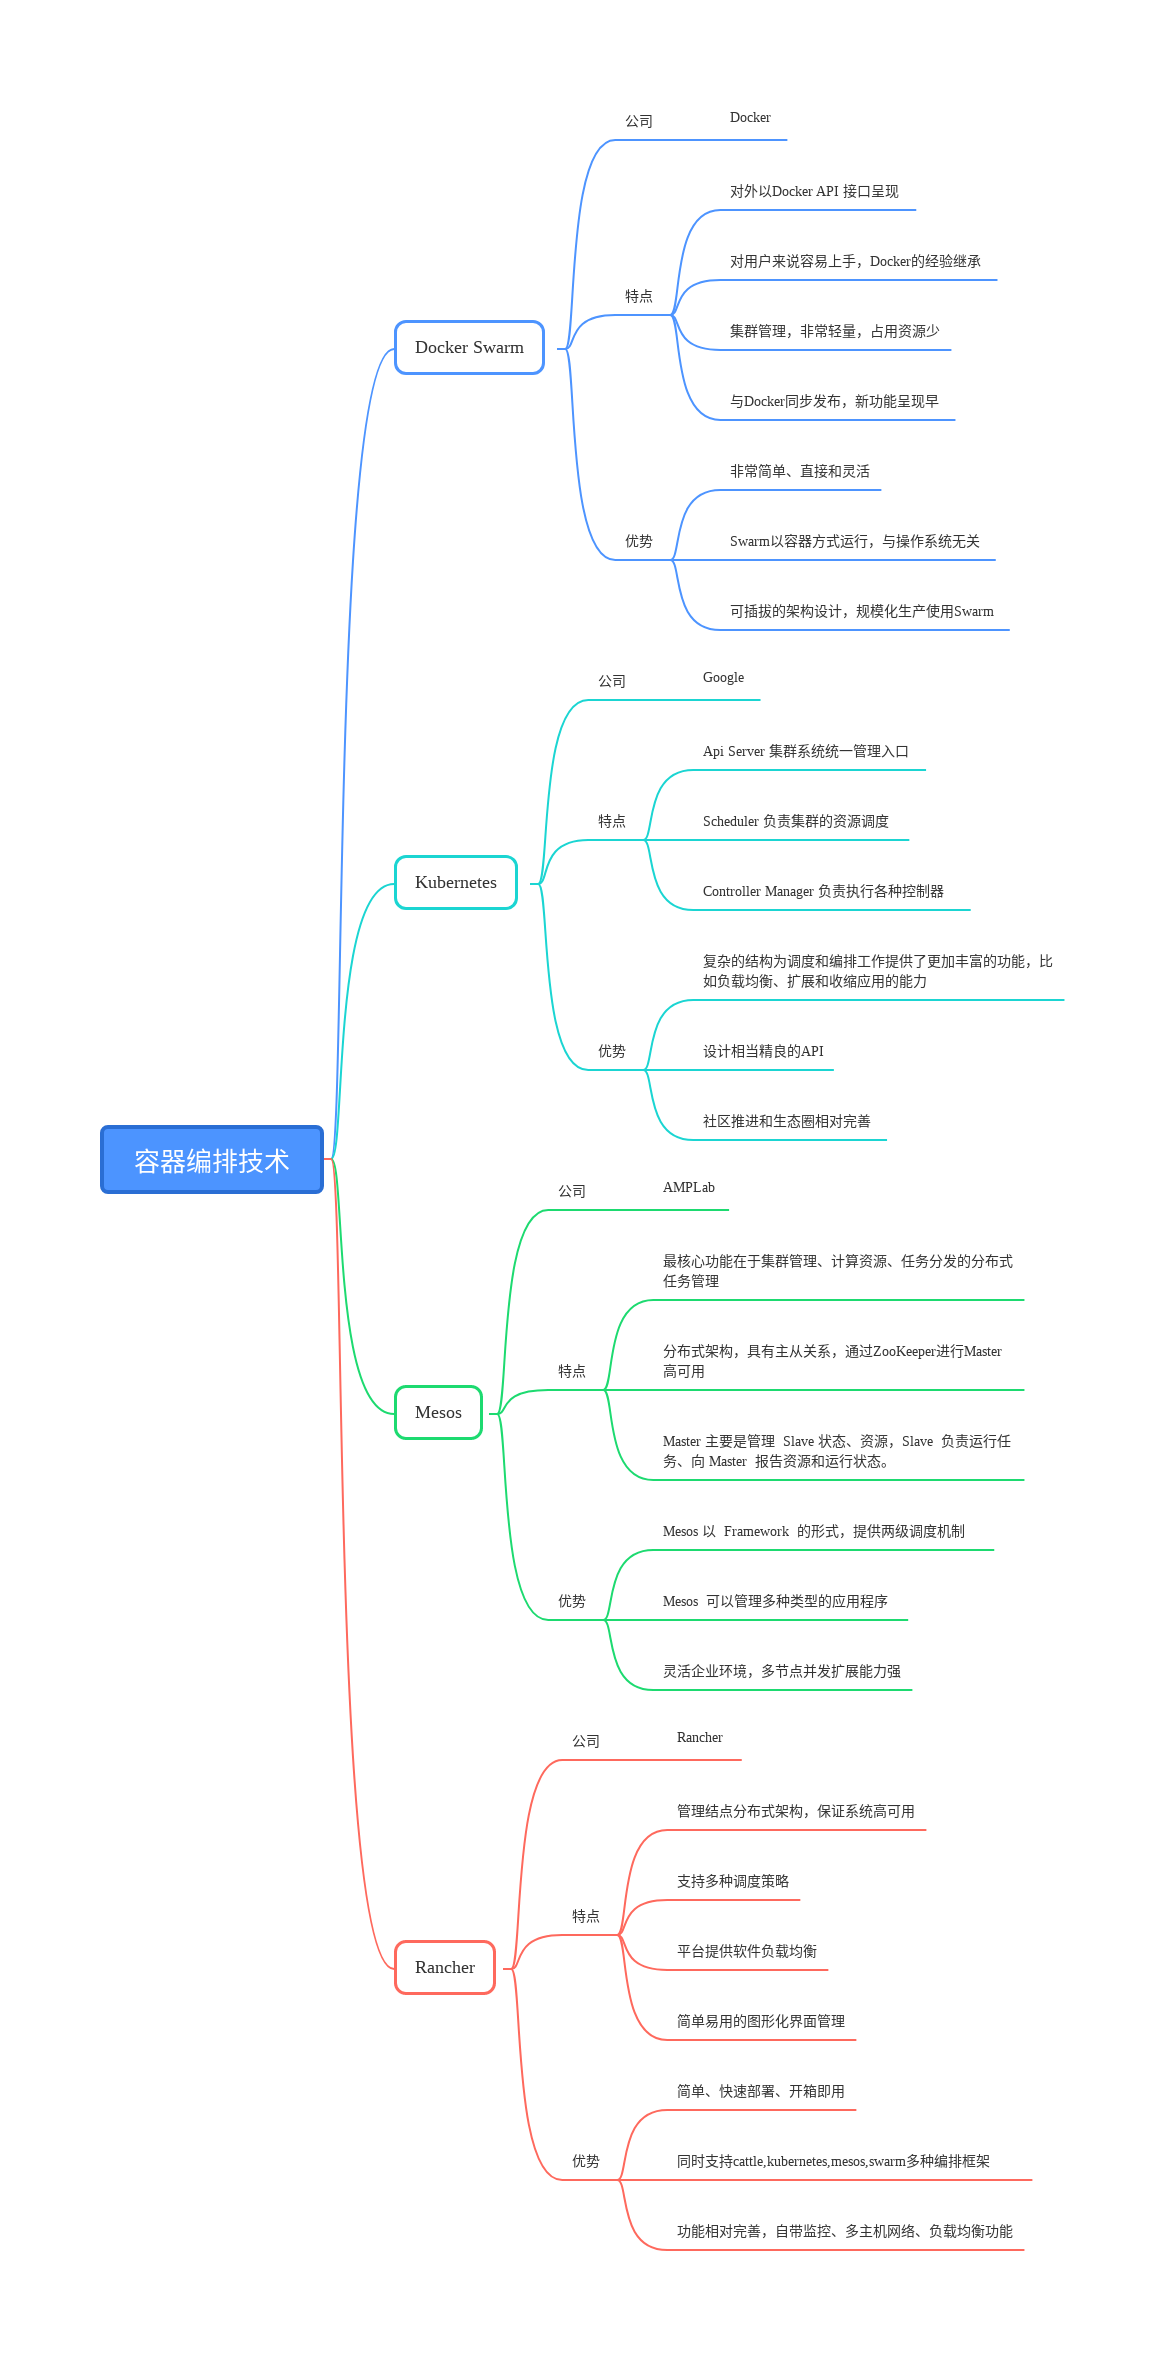 容器编排技术
Docker Swarm
公司
Docker
特点
对外以Docker API 接口呈现
对用户来说容易上手，Docker的经验继承
集群管理，非常轻量，占用资源少
与Docker同步发布，新功能呈现早
优势
非常简单、直接和灵活
Swarm以容器方式运行，与操作系统无关
可插拔的架构设计，规模化生产使用Swarm
Kubernetes
公司
Google
特点
Api Server 集群系统统一管理入口
Scheduler 负责集群的资源调度
Controller Manager 负责执行各种控制器
优势
复杂的结构为调度和编排工作提供了更加丰富的功能，比
如负载均衡、扩展和收缩应用的能力
设计相当精良的API
社区推进和生态圈相对完善
Mesos
公司
AMPLab
特点
最核心功能在于集群管理、计算资源、任务分发的分布式
任务管理
分布式架构，具有主从关系，通过ZooKeeper进行Master
高可用
Master 主要是管理  Slave 状态、资源，Slave  负责运行任
务、向 Master  报告资源和运行状态。
优势
Mesos 以  Framework  的形式，提供两级调度机制
Mesos  可以管理多种类型的应用程序
灵活企业环境，多节点并发扩展能力强
Rancher
公司
Rancher
特点
管理结点分布式架构，保证系统高可用
支持多种调度策略
平台提供软件负载均衡
简单易用的图形化界面管理
优势
简单、快速部署、开箱即用
同时支持cattle,kubernetes,mesos,swarm多种编排框架
功能相对完善，自带监控、多主机网络、负载均衡功能